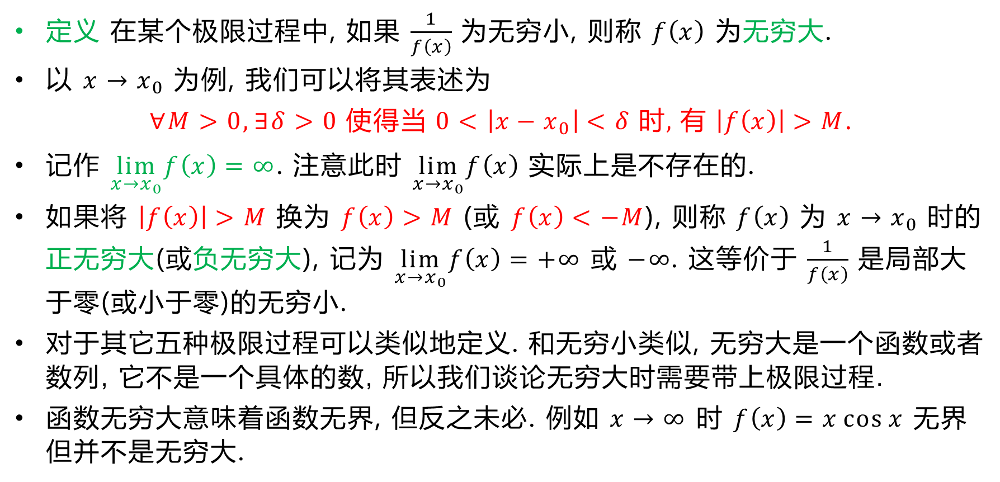 • 定义 在某个极限过程中, 如果 $\frac{1}{f(x)}$ 为无穷小, 则称 $f(x)$ 为无穷大.
• 以 $x \to x_0$ 为例, 我们可以将其表述为
$\forall M > 0, \exists \delta > 0$ 使得当 $0 < |x - x_0| < \delta$ 时, 有 $|f(x)| > M.$
• 记作 $\lim_{x \to x_0} f(x) = \infty$. 注意此时 $\lim_{x \to x_0} f(x)$ 实际上是不存在的.
• 如果将 $|f(x)| > M$ 换为 $f(x) > M$ (或 $f(x) < -M$), 则称 $f(x)$ 为 $x \to x_0$ 时的
正无穷大(或负无穷大), 记为 $\lim_{x \to x_0} f(x) = +\infty$ 或 $-\infty$. 这等价于 $\frac{1}{f(x)}$ 是局部大
于零(或小于零)的无穷小.
• 对于其它五种极限过程可以类似地定义. 和无穷小类似, 无穷大是一个函数或者
数列, 它不是一个具体的数, 所以我们谈论无穷大时需要带上极限过程.
• 函数无穷大意味着函数无界, 但反之未必. 例如 $x \to \infty$ 时 $f(x) = x \cos x$ 无界
但并不是无穷大.